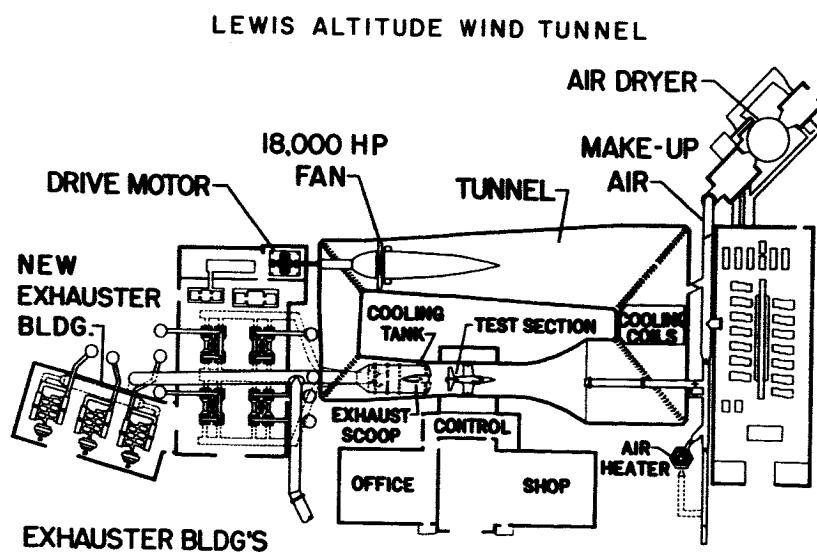 LEWIS ALTITUDE WIND TUNNEL
AIR DRYER
18,000 HP
FAN
MAKE-UP
AIR
DRIVE MOTOR
TUNNEL
NEW
EXHAUSTER
BLDG.
COOLING
TANK
TEST SECTION
COOLING
COILS
EXHAUST
SCOOP
CONTROL
AIR
HEATER
OFFICE
SHOP
EXHAUSTER BLDG'S